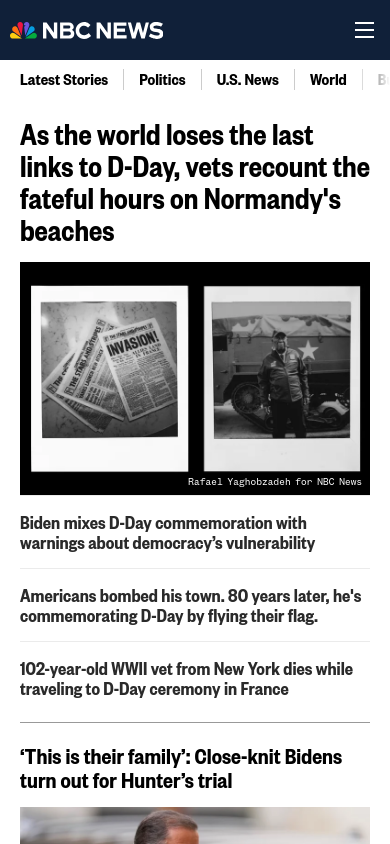 NBC NEWS
Latest Stories
Politics
U.S. News
World
As the world loses the last
links to D-Day, vets recount the
fateful hours on Normandy's
beaches
THE STARS AND STRIPES
INVASION!
Rafael Yaghobzadeh for NBC News
Biden mixes D-Day commemoration with
warnings about democracy’s vulnerability
Americans bombed his town. 80 years later, he's
commemorating D-Day by flying their flag.
102-year-old WWII vet from New York dies while
traveling to D-Day ceremony in France
‘This is their family’: Close-knit Bidens
turn out for Hunter’s trial